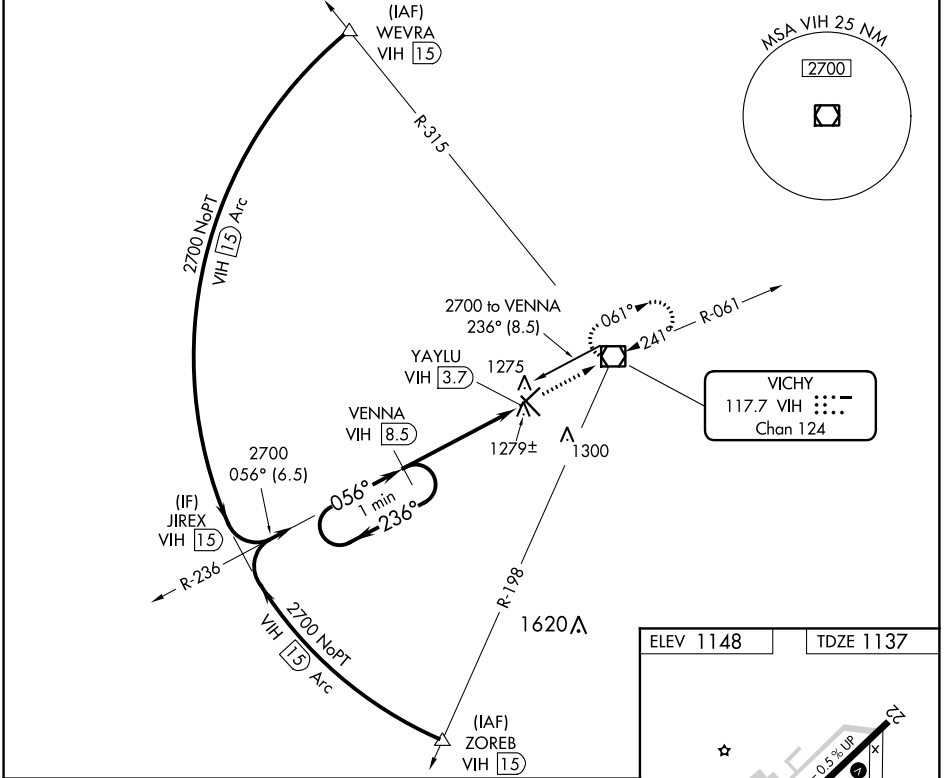 (IAF)
WEVRA
VIH 15
MSA VIH 25 NM
2700
R-315
2700 NoPT
VIH 15 Arc
2700 to VENNA
236° (8.5)
061°
241°
R-061
YAYLU
VIH 3.7
1275
VICHY
117.7 VIH
Chan 124
VENNA
VIH 8.5
1279±
1300
2700
056° (6.5)
056°
1 min
236°
(IF)
JIREX
VIH 15
R-236
R-198
2700 NoPT
VIH 15 Arc
1620
ELEV 1148
TDZE 1137
(IAF)
ZOREB
VIH 15
22
0.5% UP
X
V